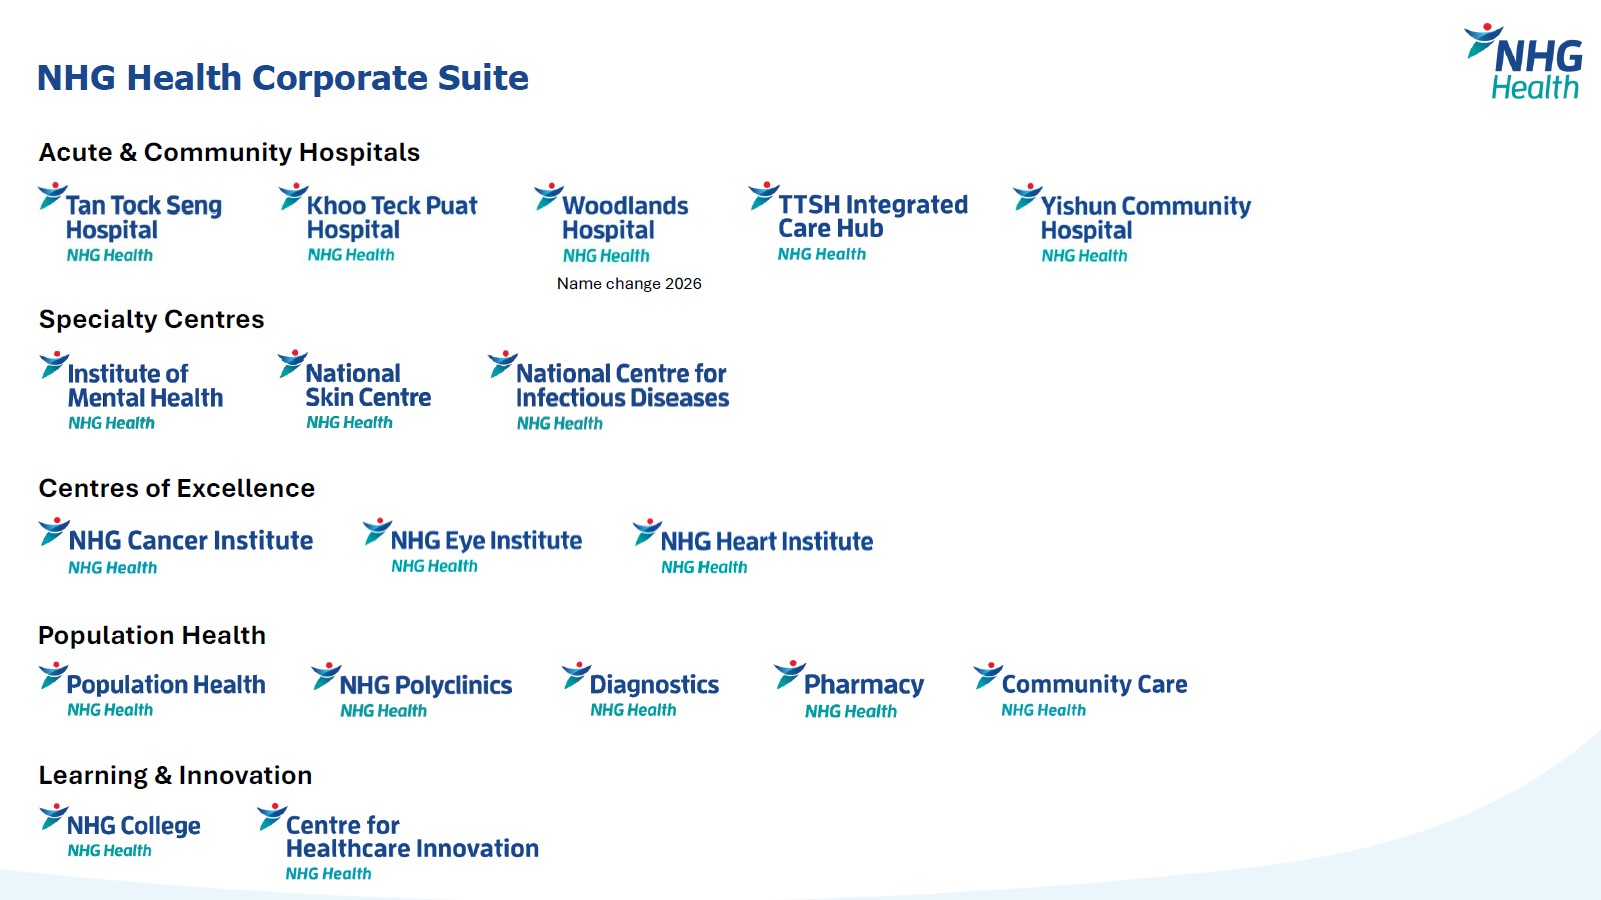 NHG Health Corporate Suite
NHG
Health
Acute & Community Hospitals
Tan Tock Seng
Hospital
NHG Health
Khoo Teck Puat
Hospital
NHG Health
Woodlands
Hospital
NHG Health
Name change 2026
TTSH Integrated
Care Hub
NHG Health
Yishun Community
Hospital
NHG Health
Specialty Centres
Institute of
Mental Health
NHG Health
National
Skin Centre
NHG Health
National Centre for
Infectious Diseases
NHG Health
Centres of Excellence
NHG Cancer Institute
NHG Health
NHG Eye Institute
NHG Health
NHG Heart Institute
NHG Health
Population Health
Population Health
NHG Health
NHG Polyclinics
NHG Health
Diagnostics
NHG Health
Pharmacy
NHG Health
Community Care
NHG Health
Learning & Innovation
NHG College
NHG Health
Centre for
Healthcare Innovation
NHG Health